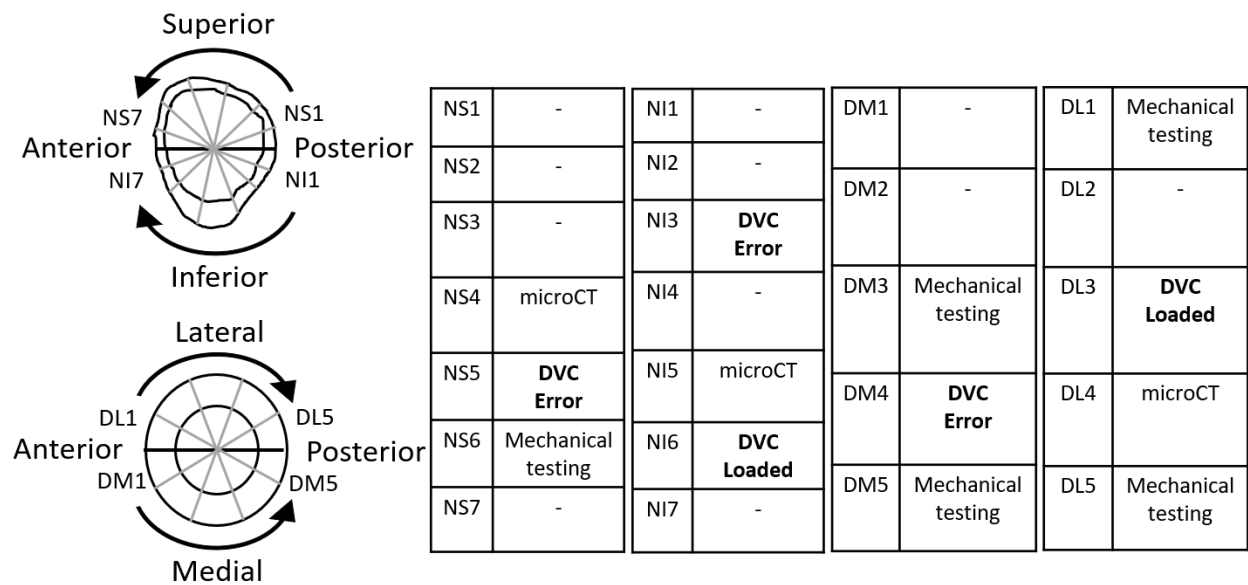 Superior
NS7
NS1
Anterior
Posterior
NI7
NI1
Inferior
Lateral
DL1
DL5
Anterior
Posterior
DM1
DM5
Medial
NS1 -
NS2 -
NS3 -
NS4 microCT
NS5 DVC
Error
NS6 Mechanical
testing
NS7 -
NI1 -
NI2 -
NI3 DVC
Error
NI4 -
NI5 microCT
NI6 DVC
Loaded
NI7 -
DM1 -
DM2 -
DM3 Mechanical
testing
DM4 DVC
Error
DM5 Mechanical
testing
DL1 Mechanical
testing
DL2 -
DL3 DVC
Loaded
DL4 microCT
DL5 Mechanical
testing